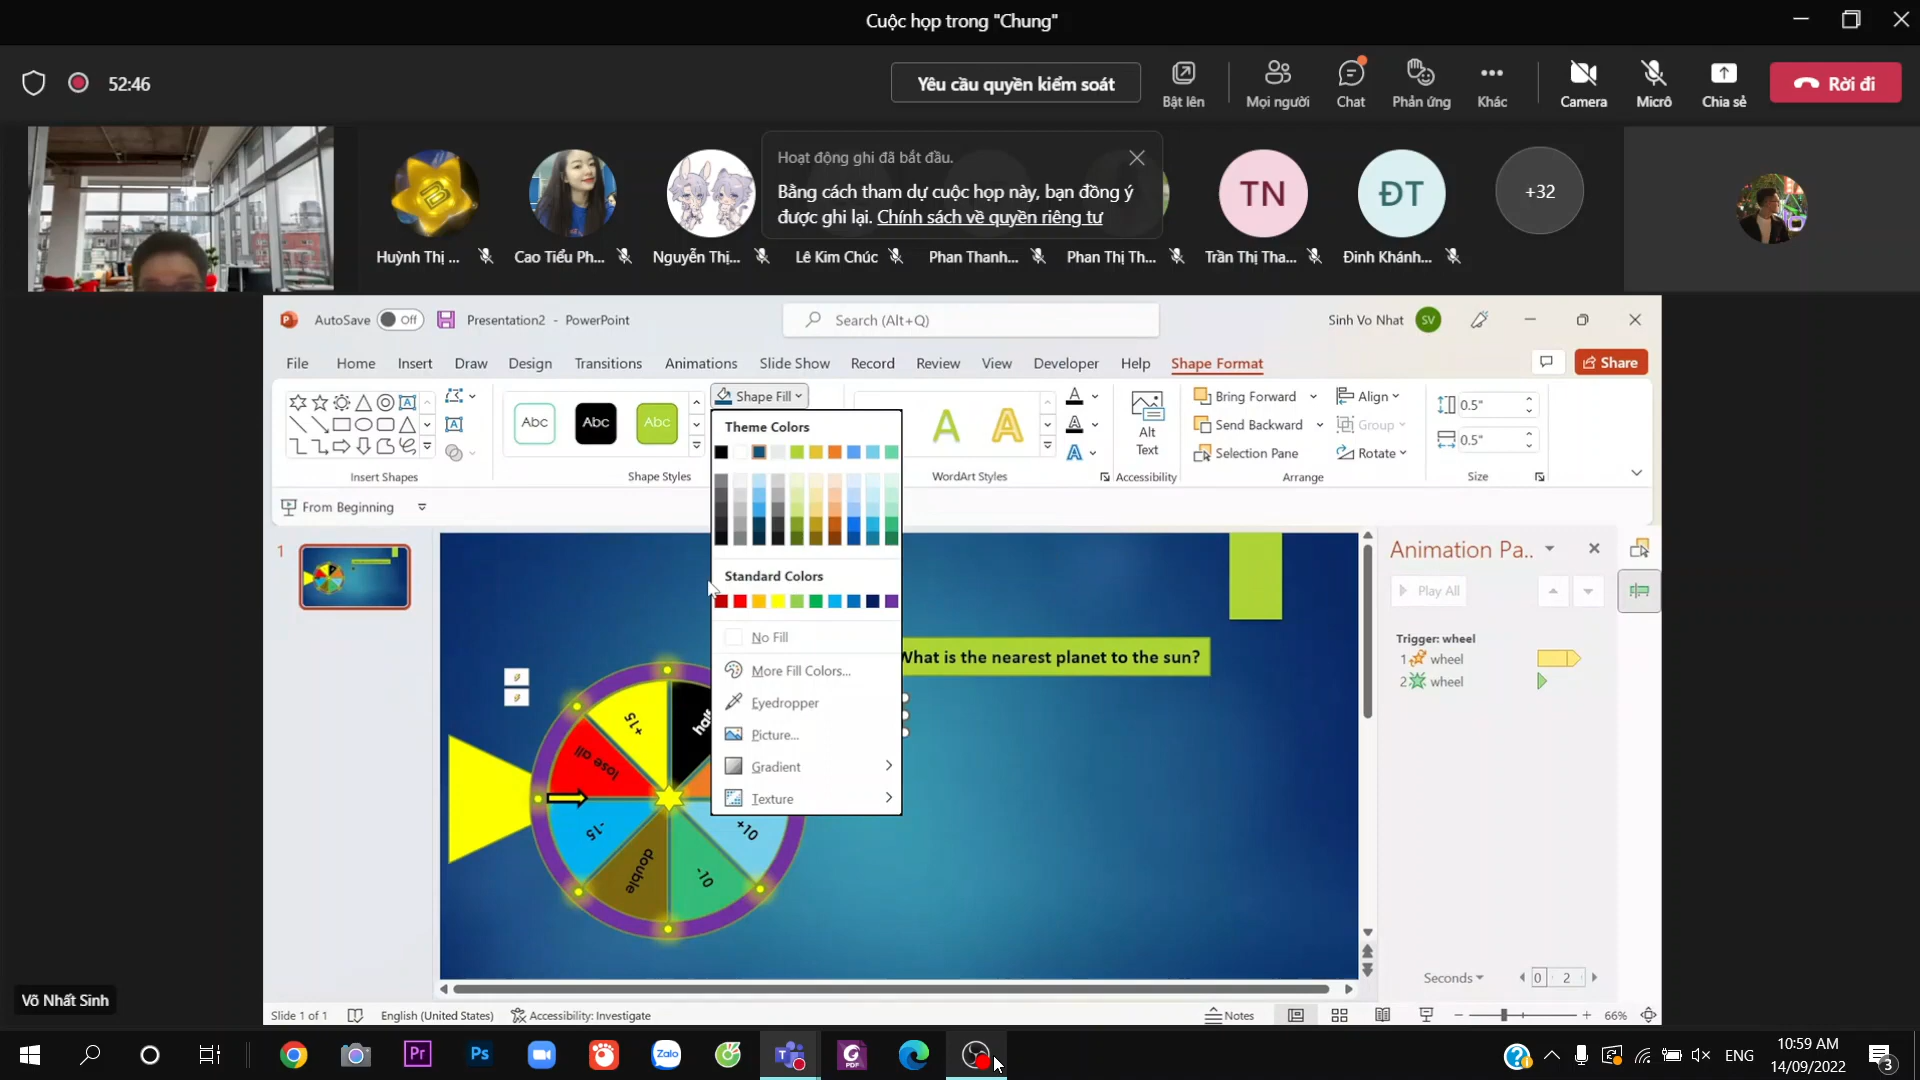 Cuộc họp trong "Chung"
52:46
Yêu cầu quyền kiểm soát
Bật lên
Mọi người
Chat
Phản ứng
Khác
Camera
Micrô
Chia sẻ
Rời đi
Hoạt động ghi đã bắt đầu.
Bằng cách tham dự cuộc họp này, bạn đồng ý
được ghi lại. Chính sách về quyền riêng tư
TN
ĐT
+32
Huỳnh Thị ...
Cao Tiểu Ph...
Nguyễn Thị...
Lê Kim Chúc
Phan Thanh...
Phan Thị Th...
Trần Thị Tha...
Đinh Khánh...
AutoSave Off
Presentation2 - PowerPoint
Search (Alt+Q)
Sinh Vo Nhat SV
File Home Insert Draw Design Transitions Animations Slide Show Record Review View Developer Help Shape Format
Share
Abc Abc Abc
Shape Fill
Insert Shapes
Shape Styles
WordArt Styles
Alt
Text
Accessibility
Bring Forward
Send Backward
Selection Pane
Align
Group
Rotate
Arrange
0.5"
0.5"
Size
From Beginning
Theme Colors
Standard Colors
No Fill
More Fill Colors...
Eyedropper
Picture...
Gradient
Texture
1
What is the nearest planet to the sun?
+15
half
lose all
-15
double
-10
+10
Animation Pa..
Play All
Trigger: wheel
1 wheel
2 wheel
Seconds
0 2
Võ Nhất Sinh
Slide 1 of 1
English (United States)
Accessibility: Investigate
Notes
66%
Pr
Ps
Zalo
PDF
ENG
10:59 AM
14/09/2022
3